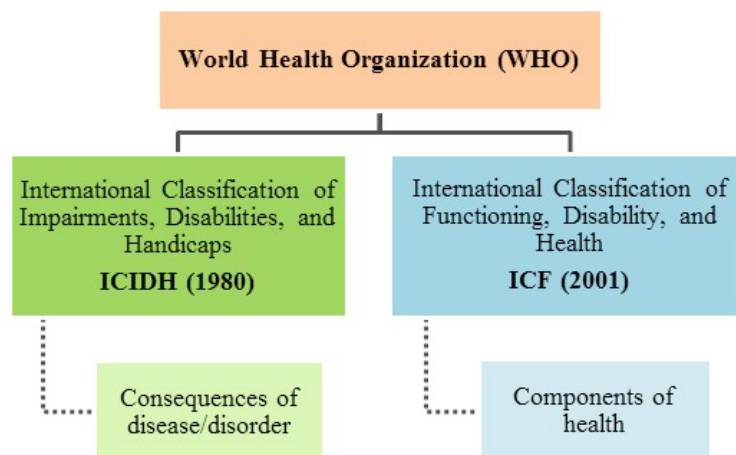 World Health Organization (WHO)
International Classification of
Impairments, Disabilities, and
Handicaps
ICIDH (1980)
International Classification of
Functioning, Disability, and
Health
ICF (2001)
Consequences of
disease/disorder
Components of
health